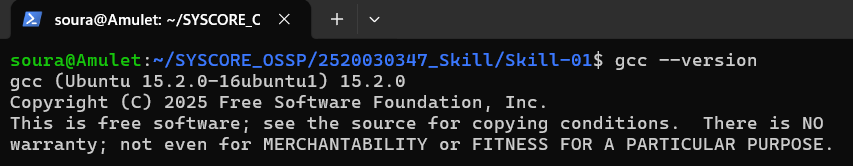 soura@Amulet: ~/SYSCORE_C
soura@Amulet:~/SYSCORE_OSSP/2520030347_Skill/Skill-01$ gcc --version
gcc (Ubuntu 15.2.0-16ubuntu1) 15.2.0
Copyright (C) 2025 Free Software Foundation, Inc.
This is free software; see the source for copying conditions.  There is NO
warranty; not even for MERCHANTABILITY or FITNESS FOR A PARTICULAR PURPOSE.